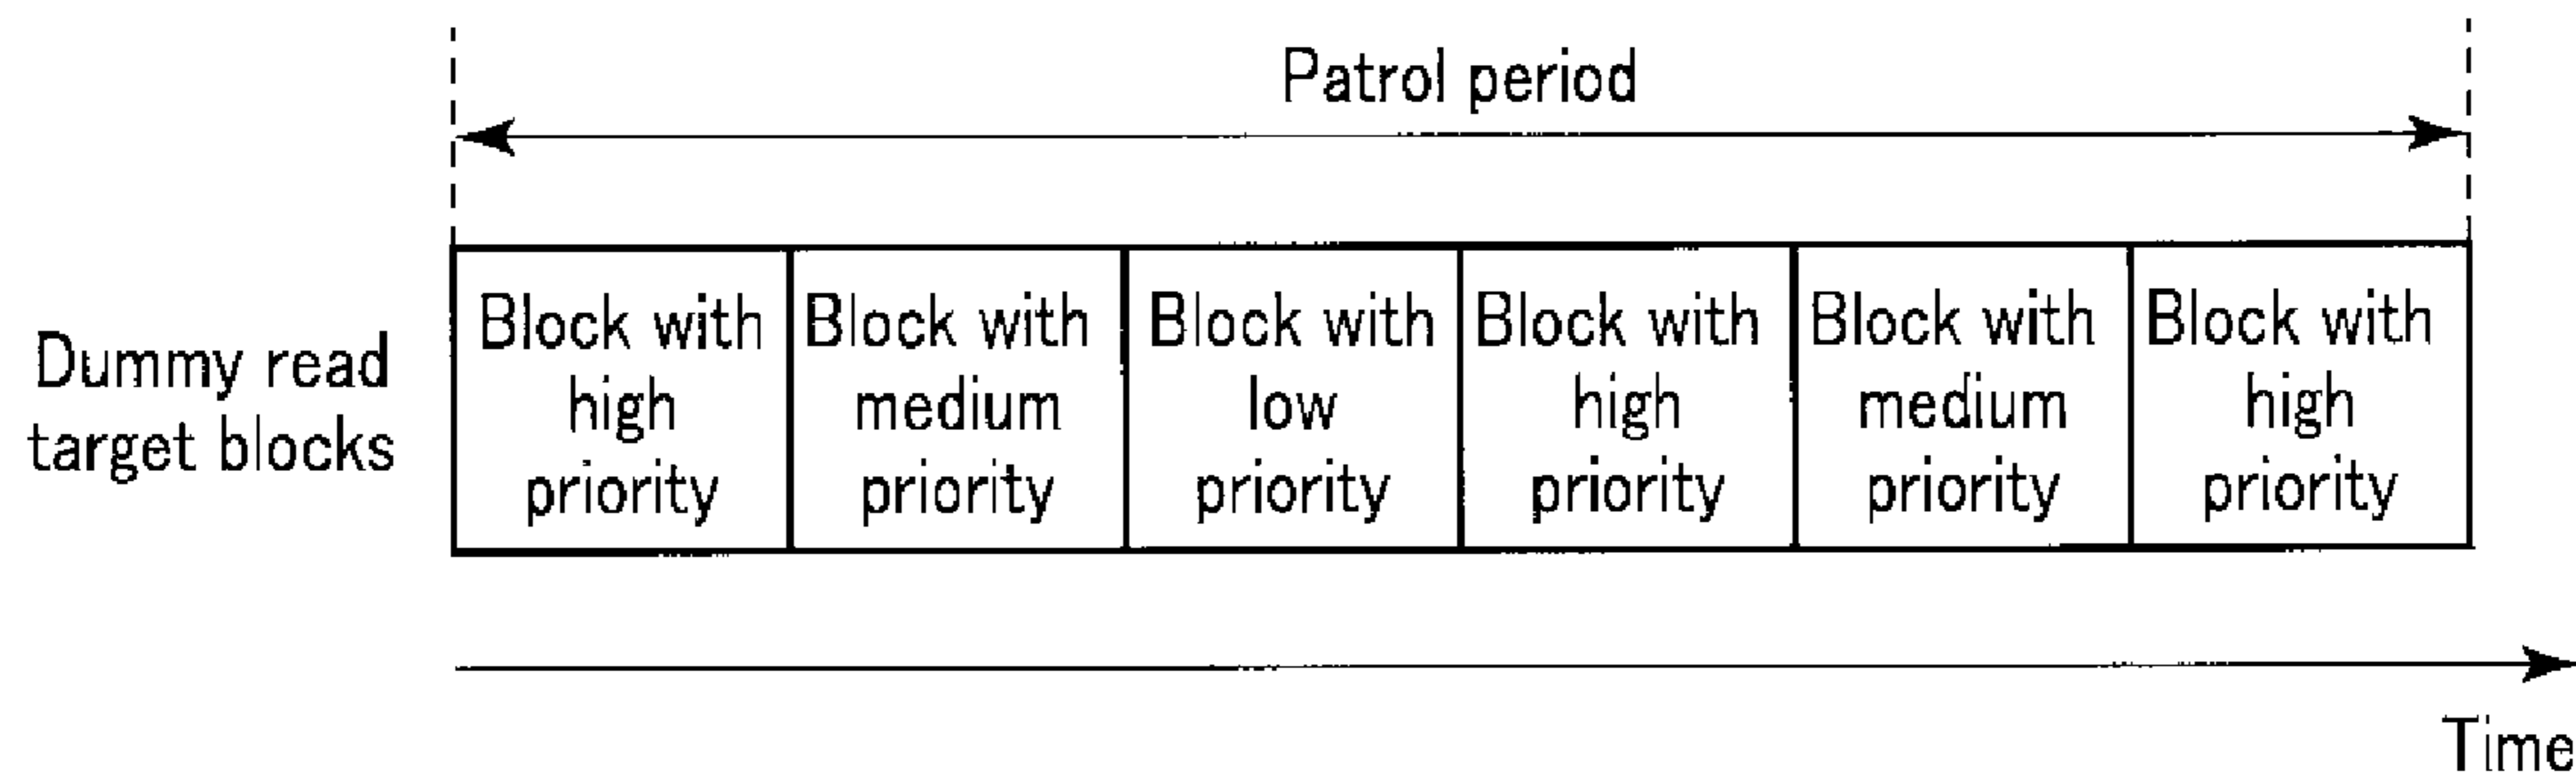 Patrol period
Dummy read
target blocks
Block with
high
priority
Block with
medium
priority
Block with
low
priority
Block with
high
priority
Block with
medium
priority
Block with
high
priority
Time